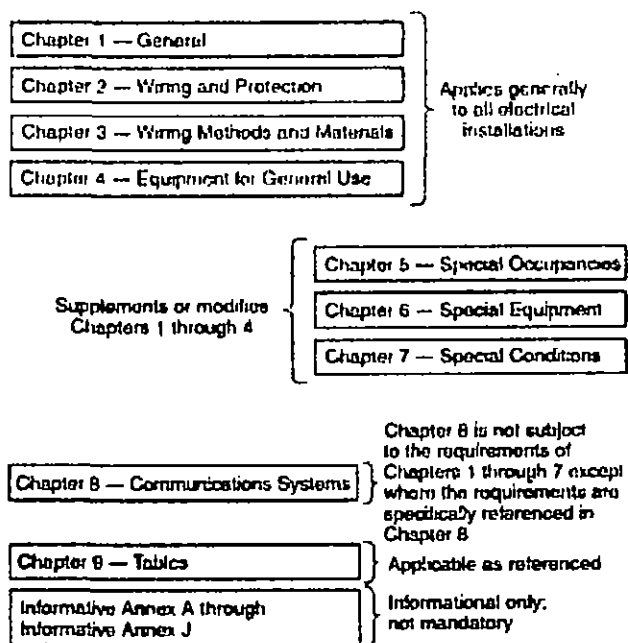 Chapter 1 — General
Chapter 2 — Wiring and Protection
Chapter 3 — Wiring Methods and Materials
Chapter 4 — Equipment for General Use
Applies generally
to all electrical
installations
Supplements or modifies
Chapters 1 through 4
Chapter 5 — Special Occupancies
Chapter 6 — Special Equipment
Chapter 7 — Special Conditions
Chapter 8 — Communications Systems
Chapter 8 is not subject
to the requirements of
Chapters 1 through 7 except
where the requirements are
specifically referenced in
Chapter 8
Chapter 9 — Tables
Applicable as referenced
Informative Annex A through
Informative Annex J
Informational only;
not mandatory